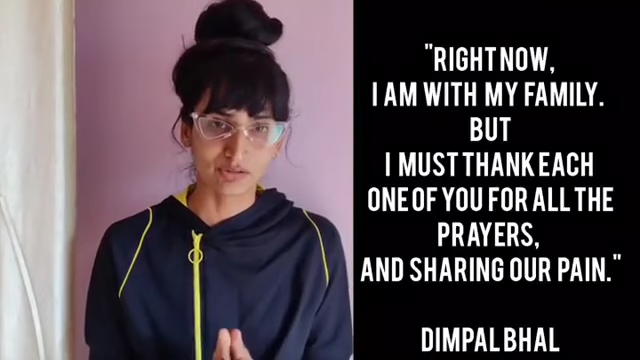 "RIGHT NOW,
I AM WITH MY FAMILY.
BUT
I MUST THANK EACH
ONE OF YOU FOR ALL THE
PRAYERS,
AND SHARING OUR PAIN."
DIMPAL BHAL